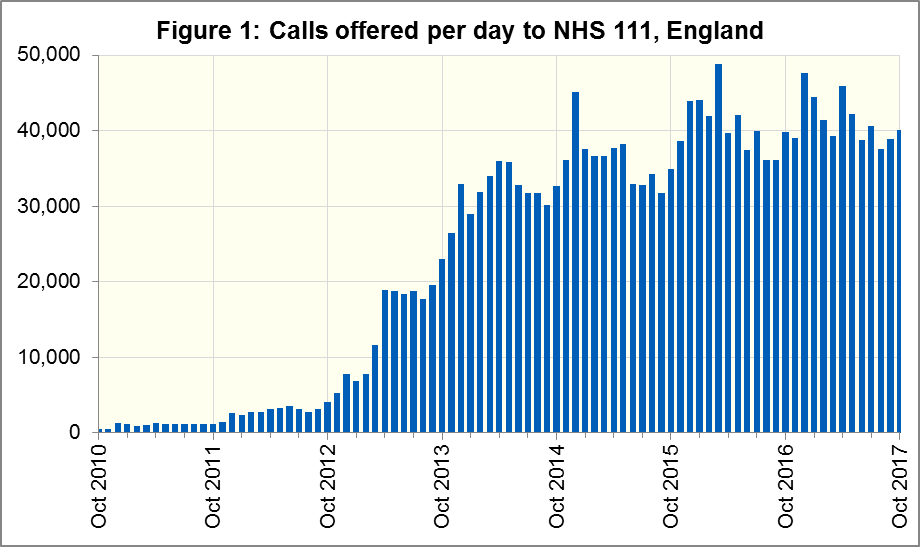 Figure 1: Calls offered per day to NHS 111, England
50,000
40,000
30,000
20,000
10,000
0
Oct 2010
Oct 2011
Oct 2012
Oct 2013
Oct 2014
Oct 2015
Oct 2016
Oct 2017